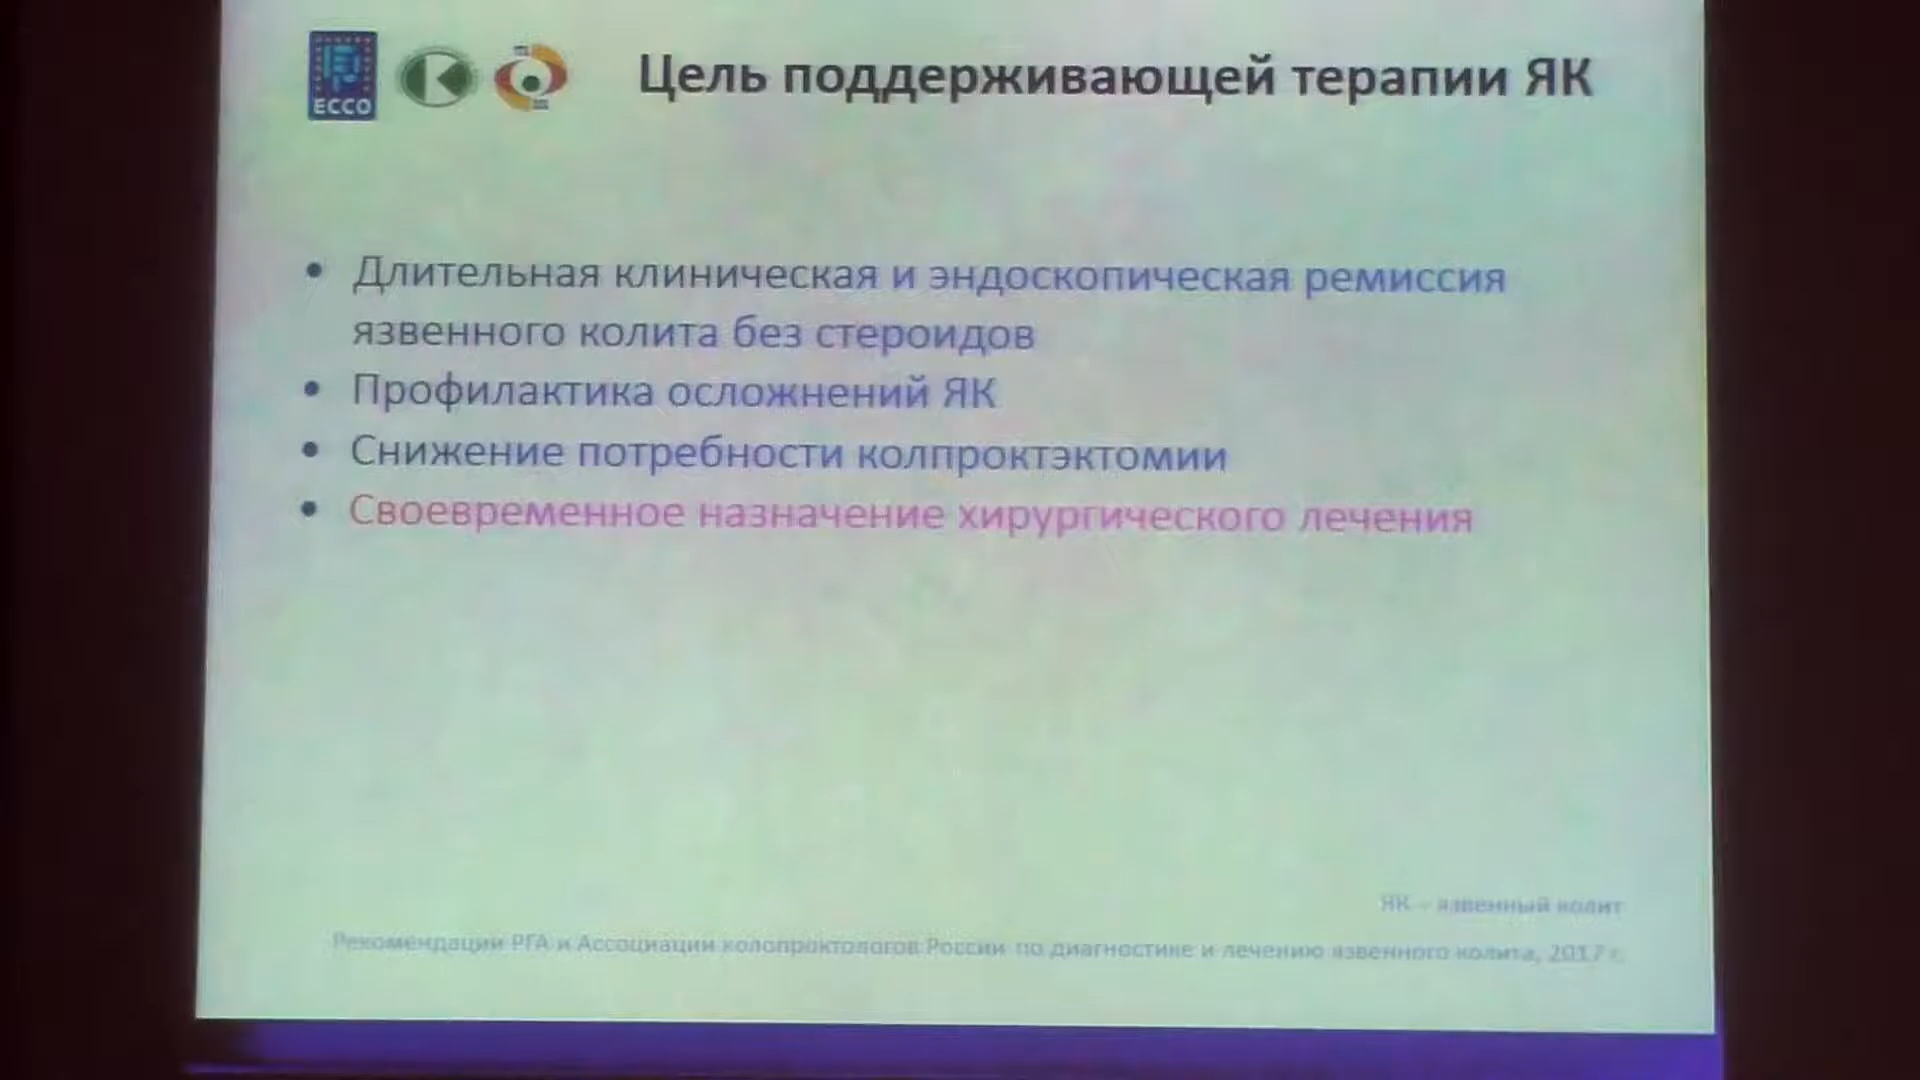 ECCO
Цель поддерживающей терапии ЯК
• Длительная клиническая и эндоскопическая ремиссия
язвенного колита без стероидов
• Профилактика осложнений ЯК
• Снижение потребности колпроктэктомии
• Своевременное назначение хирургического лечения
ЯК – язвенный колит
Рекомендации РГА и Ассоциации колопроктологов России по диагностике и лечению язвенного колита, 2017 г.